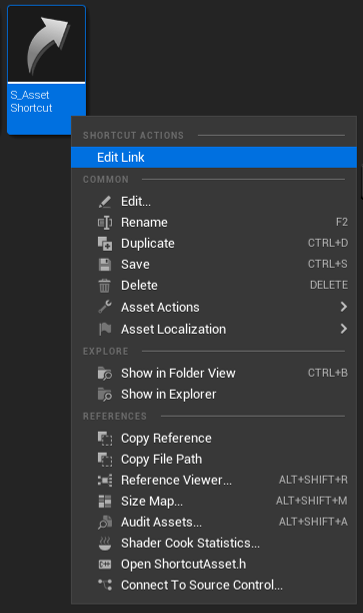 S_Asset
Shortcut
SHORTCUT ACTIONS
Edit Link
COMMON
Edit...
Rename F2
Duplicate CTRL+D
Save CTRL+S
Delete DELETE
Asset Actions
Asset Localization
EXPLORE
Show in Folder View CTRL+B
Show in Explorer
REFERENCES
Copy Reference
Copy File Path
Reference Viewer... ALT+SHIFT+R
Size Map... ALT+SHIFT+M
Audit Assets... ALT+SHIFT+A
Shader Cook Statistics...
Open ShortcutAsset.h
Connect To Source Control...